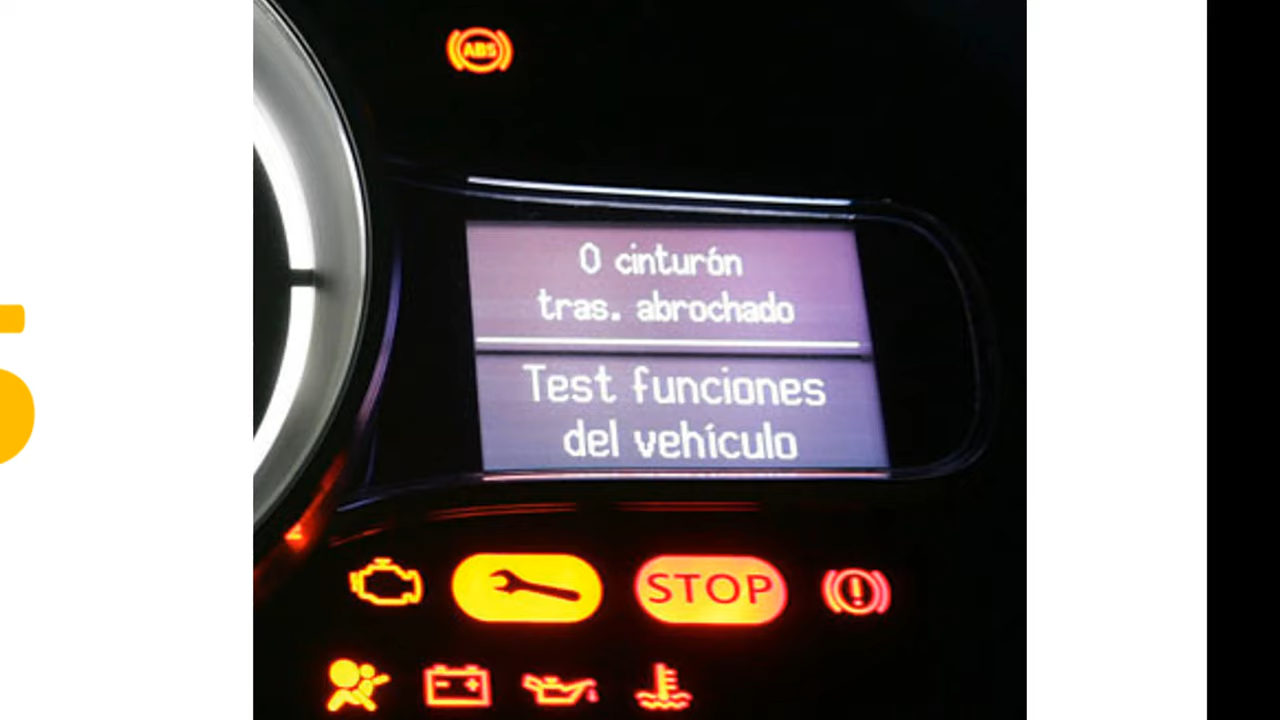 ABS
0 cinturón
tras. abrochado
Test funciones
del vehículo
STOP